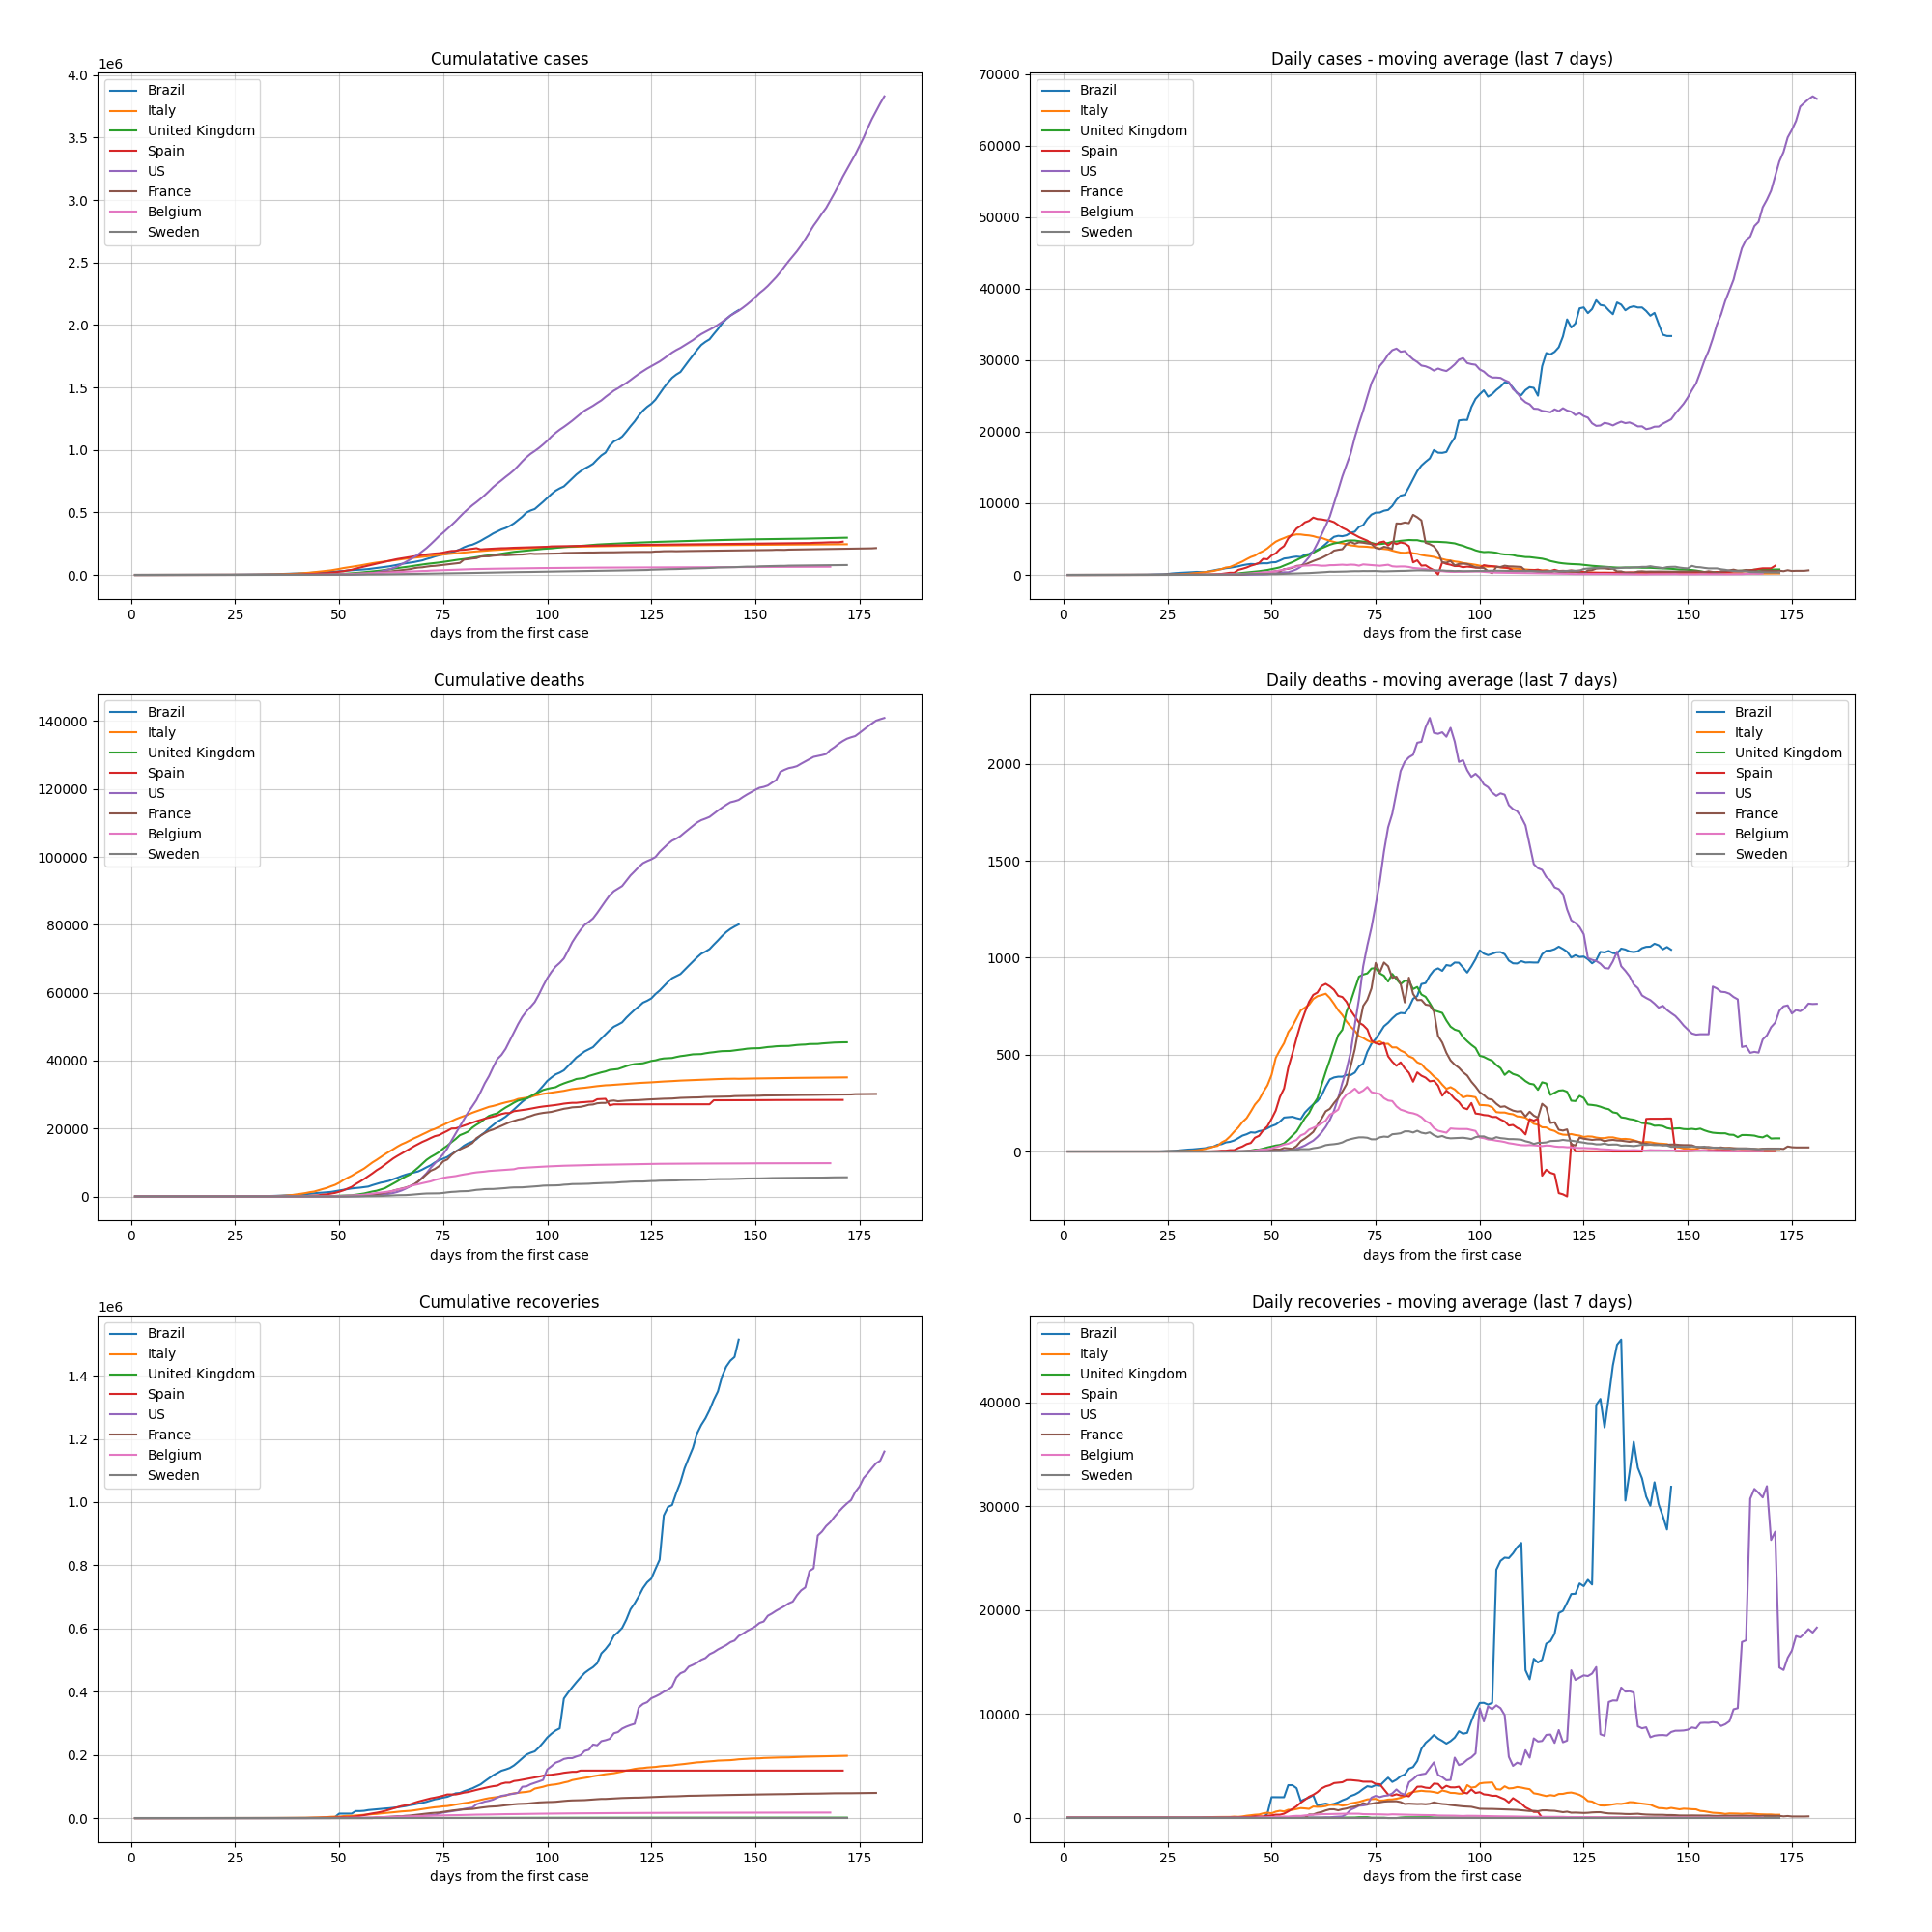 Cumulatative cases
1e6
4.0
3.5
3.0
2.5
2.0
1.5
1.0
0.5
0.0
Brazil
Italy
United Kingdom
Spain
US
France
Belgium
Sweden
0 25 50 75 100 125 150 175
days from the first case
Daily cases - moving average (last 7 days)
70000
60000
50000
40000
30000
20000
10000
0
Brazil
Italy
United Kingdom
Spain
US
France
Belgium
Sweden
0 25 50 75 100 125 150 175
days from the first case
Cumulative deaths
140000
120000
100000
80000
60000
40000
20000
0
Brazil
Italy
United Kingdom
Spain
US
France
Belgium
Sweden
0 25 50 75 100 125 150 175
days from the first case
Daily deaths - moving average (last 7 days)
2000
1500
1000
500
0
Brazil
Italy
United Kingdom
Spain
US
France
Belgium
Sweden
0 25 50 75 100 125 150 175
days from the first case
Cumulative recoveries
1e6
1.4
1.2
1.0
0.8
0.6
0.4
0.2
0.0
Brazil
Italy
United Kingdom
Spain
US
France
Belgium
Sweden
0 25 50 75 100 125 150 175
days from the first case
Daily recoveries - moving average (last 7 days)
40000
30000
20000
10000
0
Brazil
Italy
United Kingdom
Spain
US
France
Belgium
Sweden
0 25 50 75 100 125 150 175
days from the first case